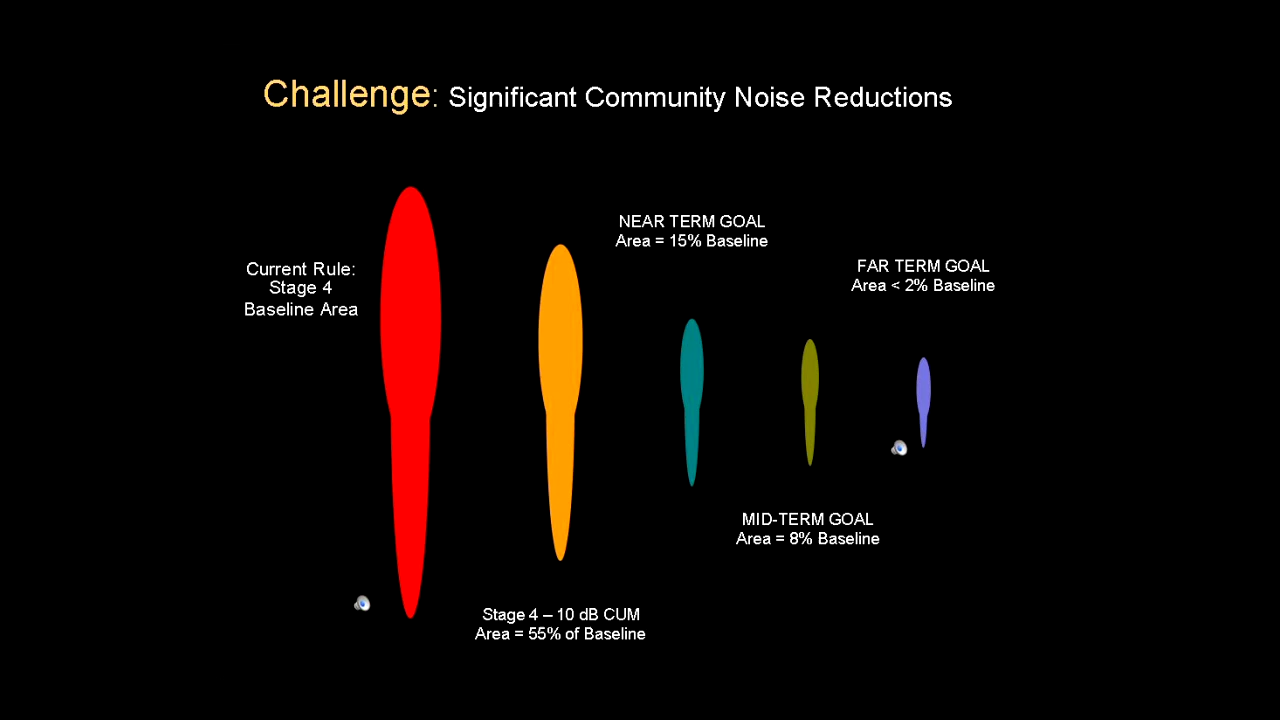 Challenge: Significant Community Noise Reductions
Current Rule:
Stage 4
Baseline Area
Stage 4 – 10 dB CUM
Area = 55% of Baseline
NEAR TERM GOAL
Area = 15% Baseline
MID-TERM GOAL
Area = 8% Baseline
FAR TERM GOAL
Area < 2% Baseline